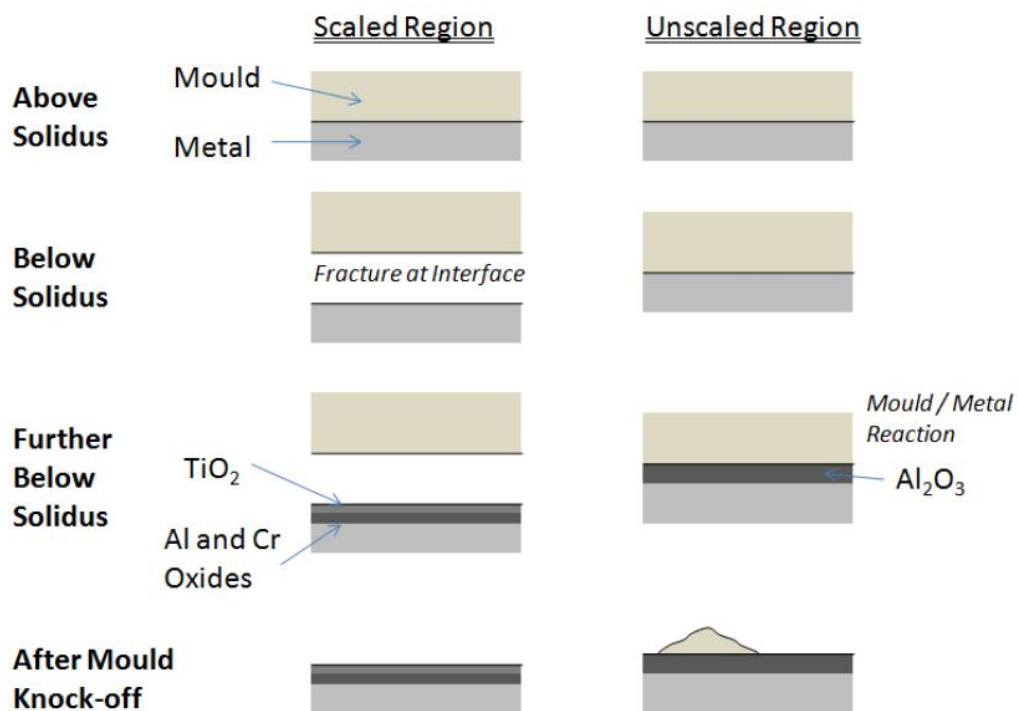 Scaled Region
Unscaled Region
Above
Solidus
Mould
Metal
Below
Solidus
Fracture at Interface
Further
Below
Solidus
TiO₂
Al and Cr
Oxides
Mould / Metal
Reaction
Al₂O₃
After Mould
Knock-off